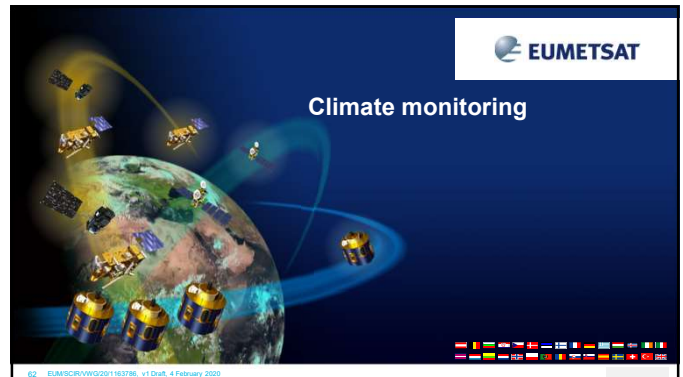 EUMETSAT
Climate monitoring
62 EUM/SCIR/VWG/20/1163786, v1 Draft, 4 February 2020